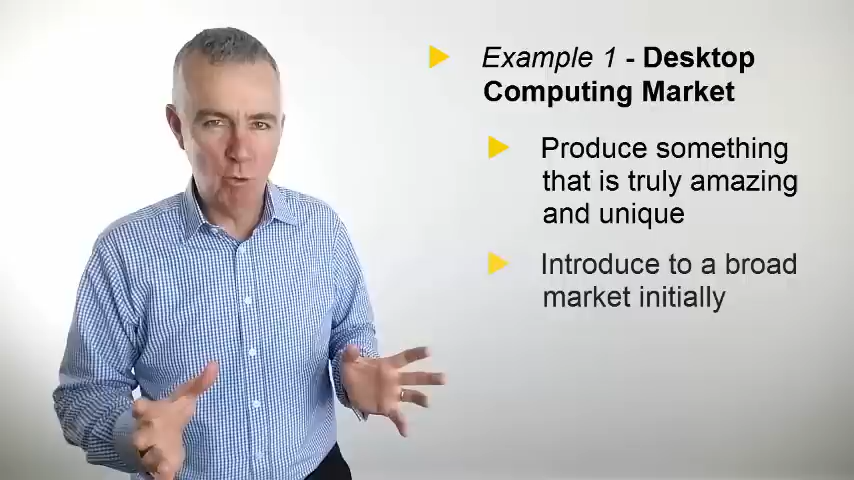 Example 1 - Desktop
Computing Market
Produce something
that is truly amazing
and unique
Introduce to a broad
market initially